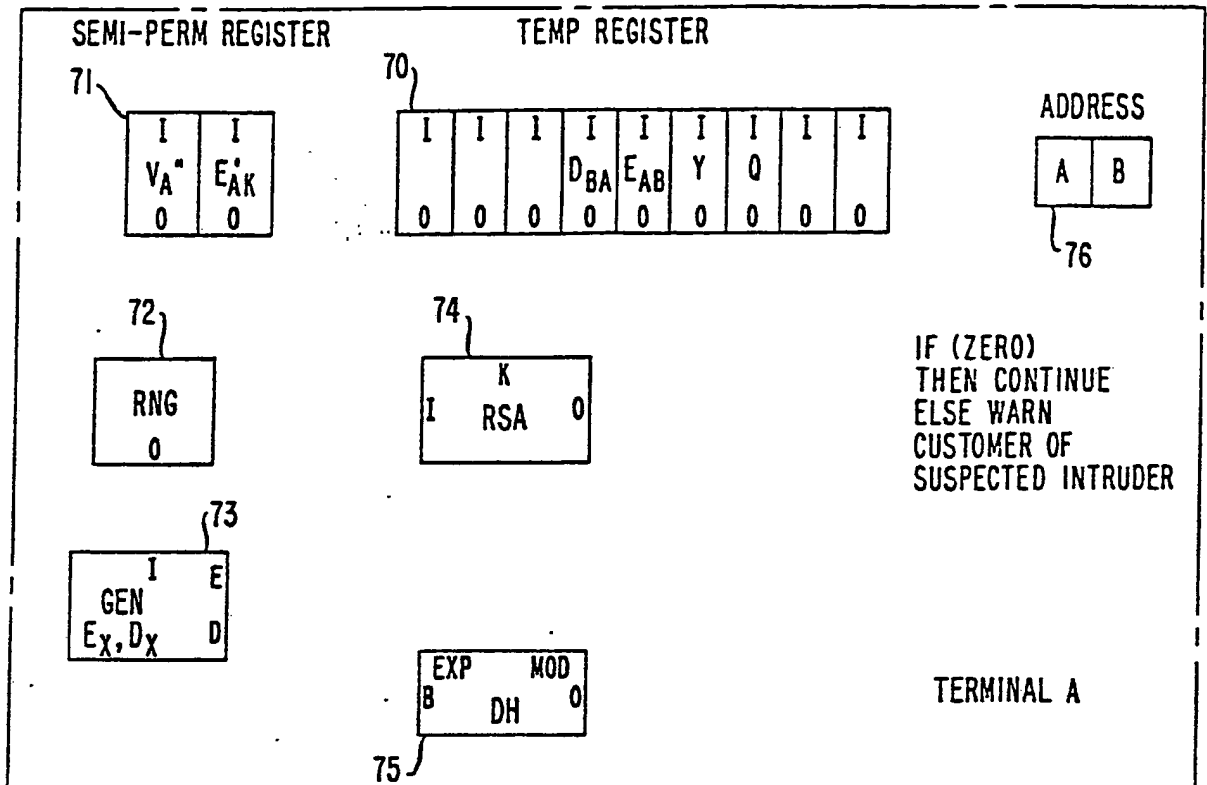 SEMI-PERM REGISTER TEMP REGISTER
71 70
ADDRESS
I I I I I I I I I I I
V_A" E'_AK D_BA E_AB Y Q A B
0 0 0 0 0 0 0 0 0 0 0
76
72 74
RNG
0
K
I RSA 0
IF (ZERO)
THEN CONTINUE
ELSE WARN
CUSTOMER OF
SUSPECTED INTRUDER
73
I E
GEN
E_X, D_X D
EXP MOD
B DH 0
75
TERMINAL A